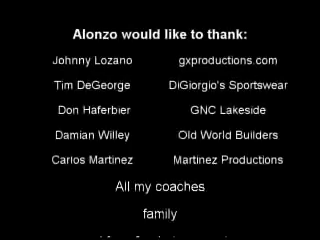 Alonzo would like to thank:
Johnny Lozano gxproductions.com
Tim DeGeorge DiGiorgio's Sportswear
Don Haferbier GNC Lakeside
Damian Willey Old World Builders
Carlos Martinez Martinez Productions
All my coaches
family